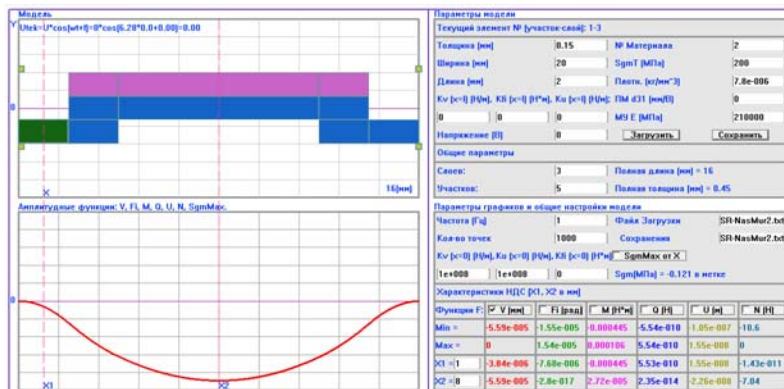 Модель
Y
Utek=U*cos(wt+f)=0*cos(6.28*0.0+0.00)=0.00
0
X
16[мм]
Амплитудные функции: V, Fi, M, Q, U, N, SgmMax.
0
X1
X2
Параметры модели
Текущий элемент № (участок-слой): 1-3
Толщина [мм] 0.15 № Материала 2
Ширина [мм] 20 SgmT [МПа] 200
Длина [мм] 2 Плотн. [кг/мм^3] 7.8e-006
Kv [x=l] [Н/м], Kfi [x=l] [Н*м], Ku [x=l] [Н/м]; ПМ d31 [мм/В] 0
0 0 0 МУ E [МПа] 210000
Напряжение [В] 0 Загрузить Сохранить
Общие параметры
Слоев: 3 Полная длина [мм] = 16
Участков: 5 Полная толщина [мм] = 0.45
Параметры графиков и общие настройки модели
Частота [Гц] 1 Файл Загрузки SR-NasMur2.txt
Кол-во точек 1000 Сохранения SR-NasMur2.txt
Kv [x=0] [Н/м], Ku [x=0] [Н/м], Kfi [x=0] [Н*м] SgmMax от X
1e+008 1e+008 0 Sgm[МПа] = -0.121 в метке
Характеристики НДС [X1, X2 в мм]
Функции F: V [мм] Fi [рад] M [Н*м] Q [Н] U [м] N [Н]
Min = -5.59e-005 -1.55e-005 -0.000445 -5.54e-010 -1.05e-007 -10.6
Max = 0 1.54e-005 0.000106 5.54e-010 1.55e-008 0
X1 = 1 -3.84e-006 -7.68e-006 -0.000445 5.53e-010 1.55e-008 -1.43e-011
X2 = 8 -5.59e-005 -2.8e-017 2.72e-005 2.35e-014 -2.26e-008 -7.04